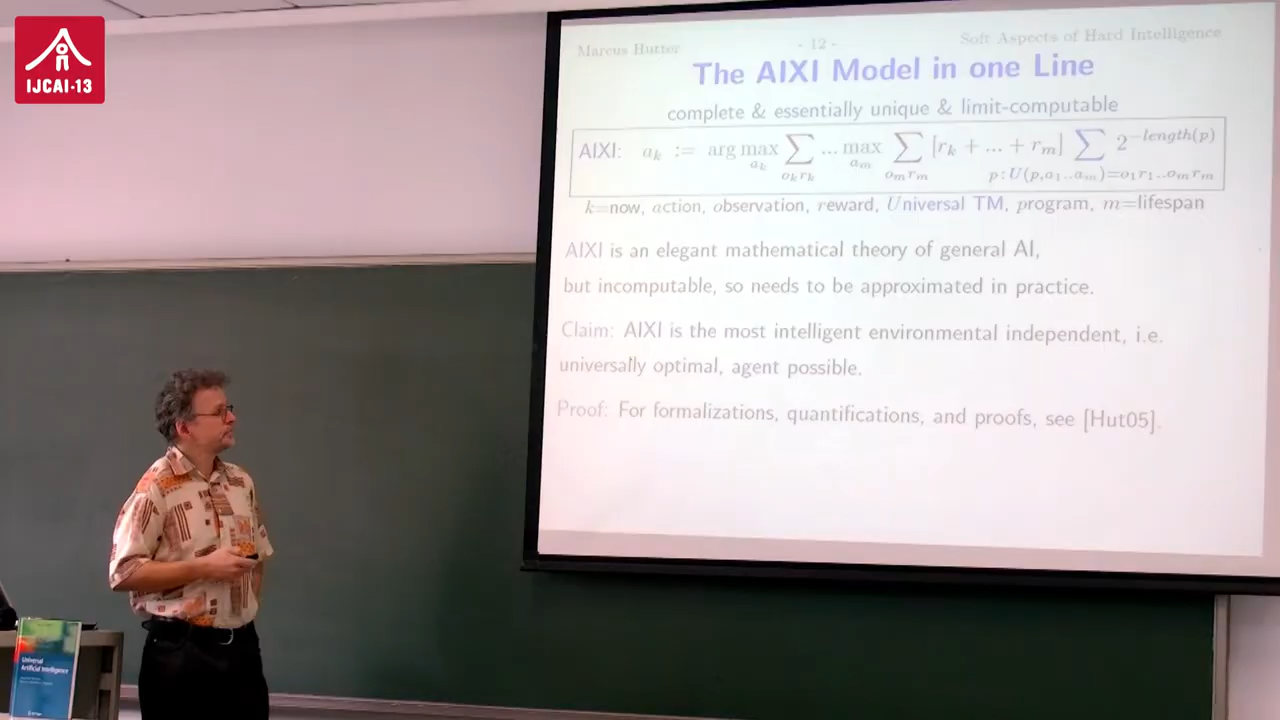 IJCAI-13
Marcus Hutter - 12 - Soft Aspects of Hard Intelligence
The AIXI Model in one Line
complete & essentially unique & limit-computable
AIXI: a_k := arg max_{a_k} ∑_{o_k r_k} ... max_{a_m} ∑_{o_m r_m} [r_k + ... + r_m] ∑_{p:U(p,a_1..a_m)=o_1r_1..o_mr_m} 2^{-length(p)}
k=now, action, observation, reward, Universal TM, program, m=lifespan
AIXI is an elegant mathematical theory of general AI,
but incomputable, so needs to be approximated in practice.
Claim: AIXI is the most intelligent environmental independent, i.e.
universally optimal, agent possible.
Proof: For formalizations, quantifications, and proofs, see [Hut05].
Universal
Artificial Intelligence